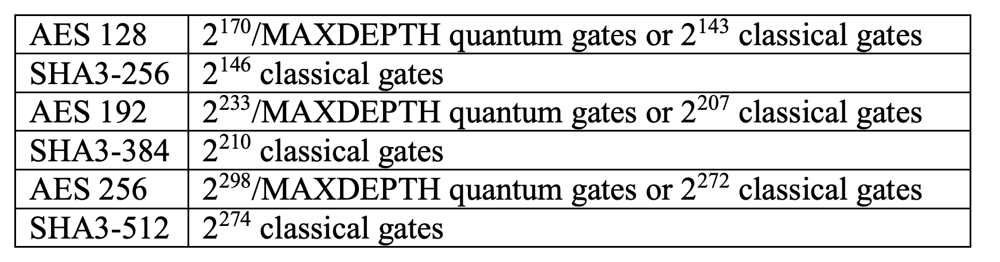 AES 128 2^170/MAXDEPTH quantum gates or 2^143 classical gates
SHA3-256 2^146 classical gates
AES 192 2^233/MAXDEPTH quantum gates or 2^207 classical gates
SHA3-384 2^210 classical gates
AES 256 2^298/MAXDEPTH quantum gates or 2^272 classical gates
SHA3-512 2^274 classical gates